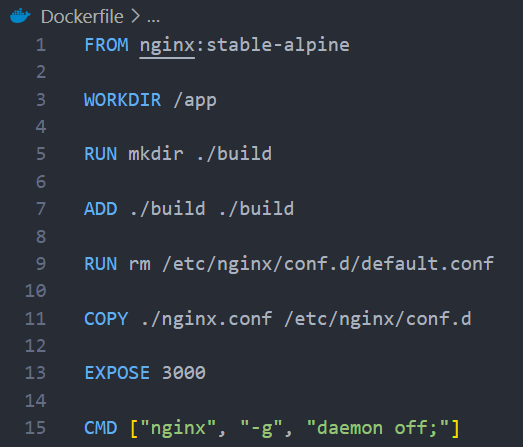 Dockerfile > ...
1 FROM nginx:stable-alpine
2
3 WORKDIR /app
4
5 RUN mkdir ./build
6
7 ADD ./build ./build
8
9 RUN rm /etc/nginx/conf.d/default.conf
10
11 COPY ./nginx.conf /etc/nginx/conf.d
12
13 EXPOSE 3000
14
15 CMD ["nginx", "-g", "daemon off;"]